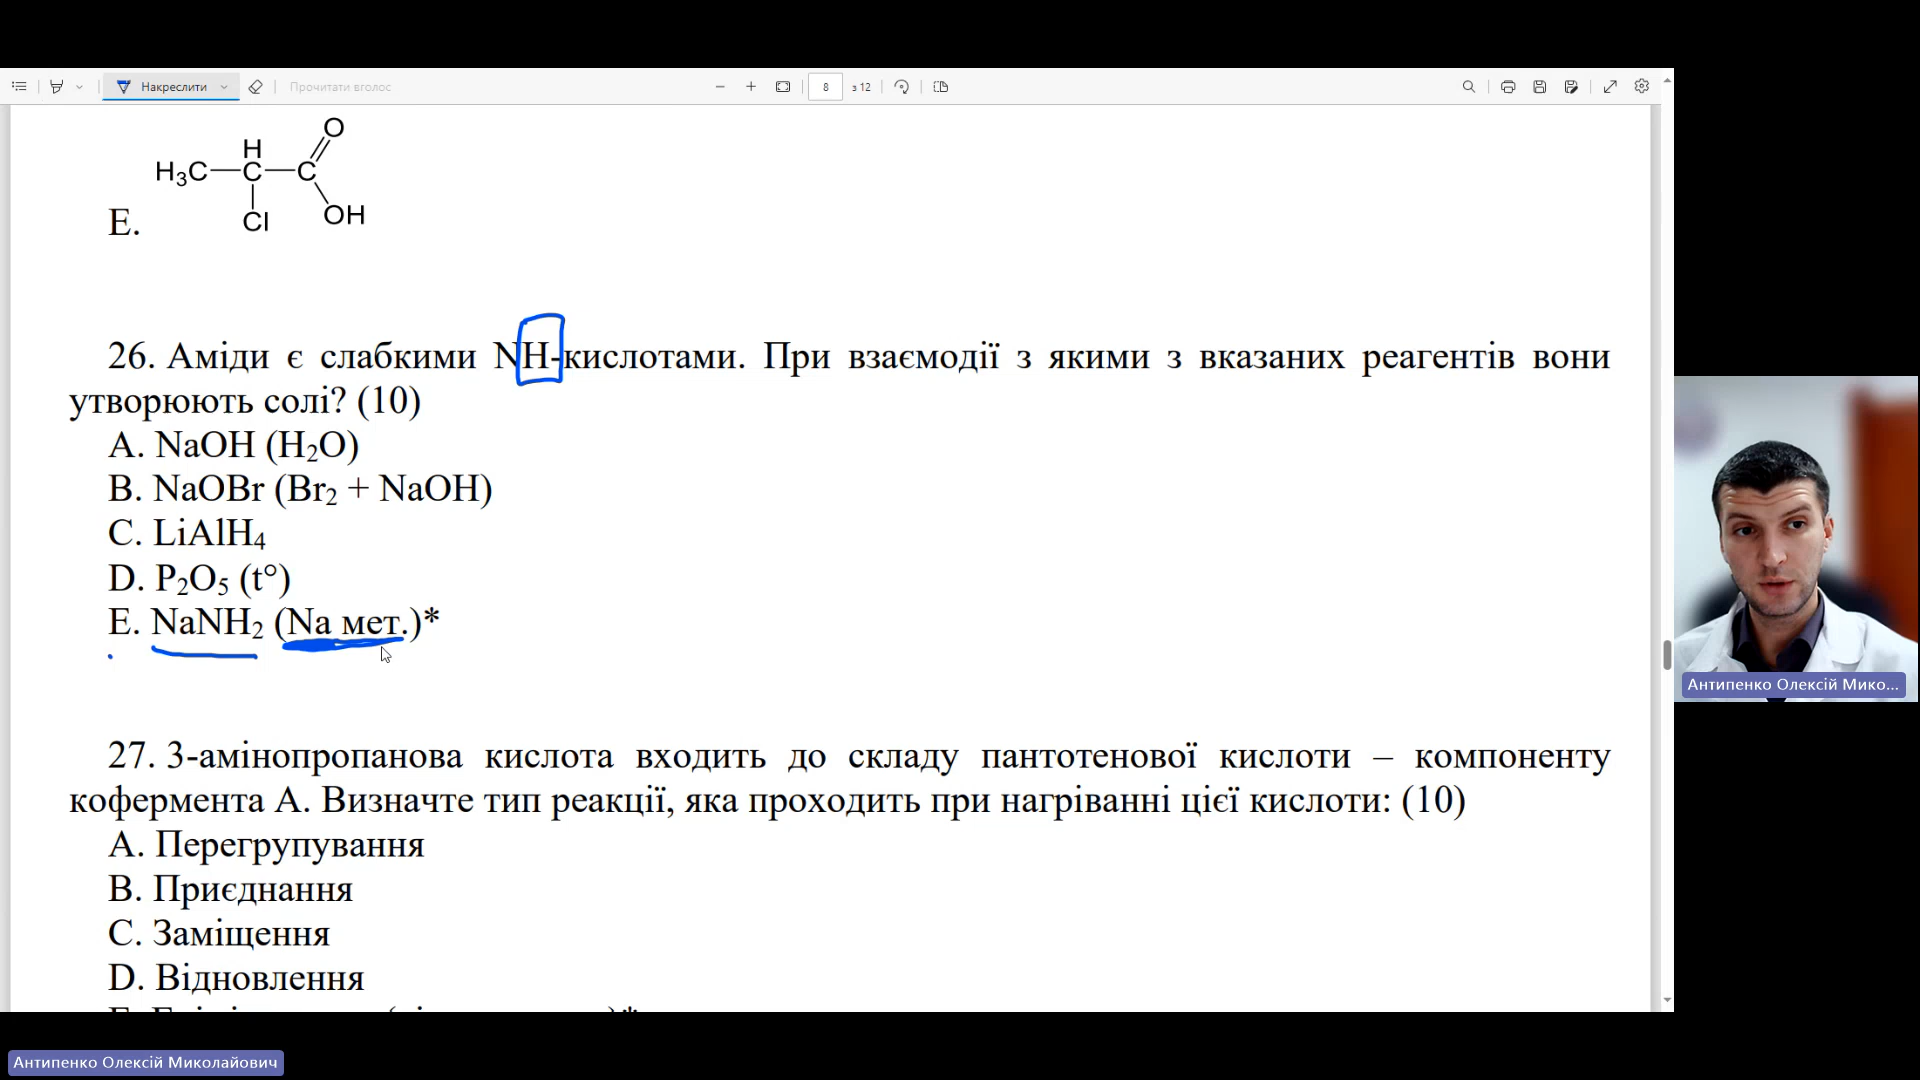 Накреслити
Прочитати вголос
8
з 12
H
O
H₃C
C
C
Cl
OH
E.
26. Аміди є слабкими NH-кислотами. При взаємодії з якими з вказаних реагентів вони
утворюють солі? (10)
A. NaOH (H₂O)
B. NaOBr (Br₂ + NaOH)
C. LiAlH₄
D. P₂O₅ (t°)
E. NaNH₂ (Na мет.)*
27. 3-амінопропанова кислота входить до складу пантотенової кислоти – компоненту
кофермента А. Визначте тип реакції, яка проходить при нагріванні цієї кислоти: (10)
A. Перегрупування
B. Приєднання
C. Заміщення
D. Відновлення
Антипенко Олексій Мико...
Антипенко Олексій Миколайович